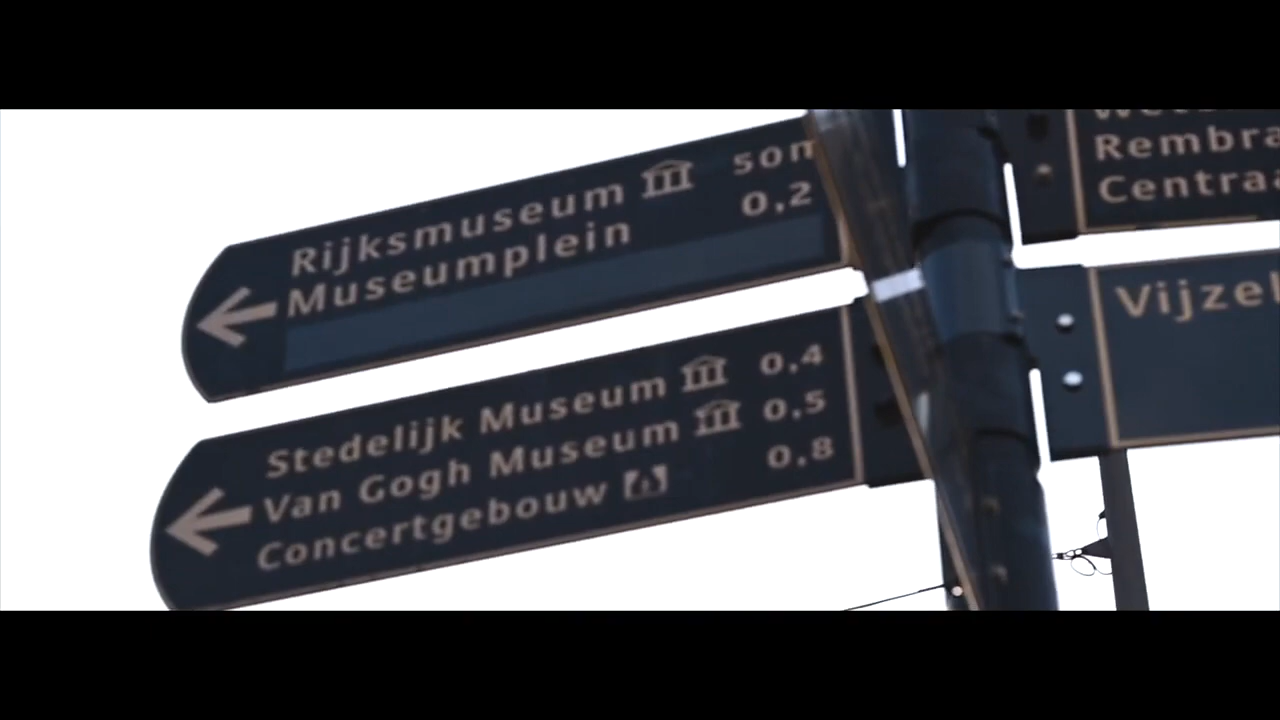 Rijksmuseum 50m
Museumplein 0,2
Stedelijk Museum 0,4
Van Gogh Museum 0,5
Concertgebouw 0,8
Rembra
Centraa
Vijzel